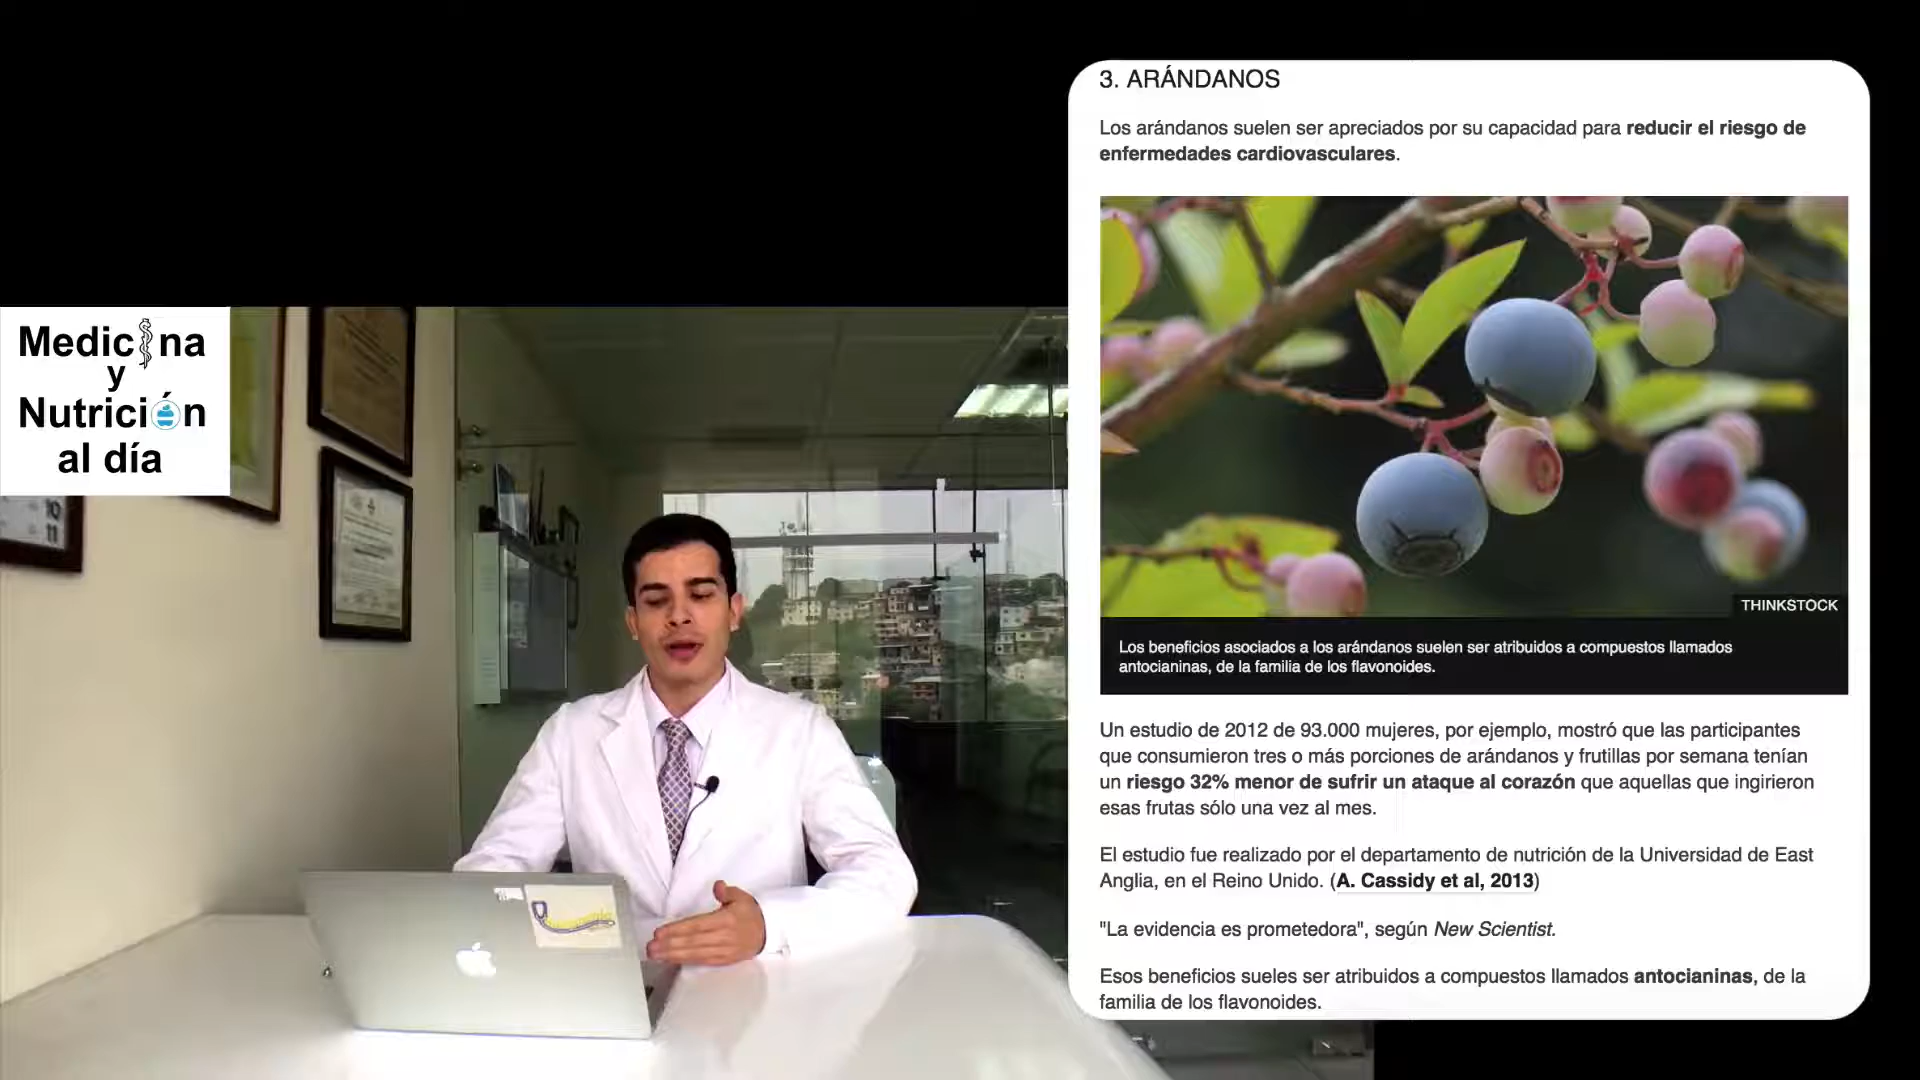 Medicina
y
Nutrición
al día
10
11
3. ARÁNDANOS
Los arándanos suelen ser apreciados por su capacidad para reducir el riesgo de
enfermedades cardiovasculares.
THINKSTOCK
Los beneficios asociados a los arándanos suelen ser atribuidos a compuestos llamados
antocianinas, de la familia de los flavonoides.
Un estudio de 2012 de 93.000 mujeres, por ejemplo, mostró que las participantes
que consumieron tres o más porciones de arándanos y frutillas por semana tenían
un riesgo 32% menor de sufrir un ataque al corazón que aquellas que ingirieron
esas frutas sólo una vez al mes.
El estudio fue realizado por el departamento de nutrición de la Universidad de East
Anglia, en el Reino Unido. (A. Cassidy et al, 2013)
"La evidencia es prometedora", según New Scientist.
Esos beneficios sueles ser atribuidos a compuestos llamados antocianinas, de la
familia de los flavonoides.